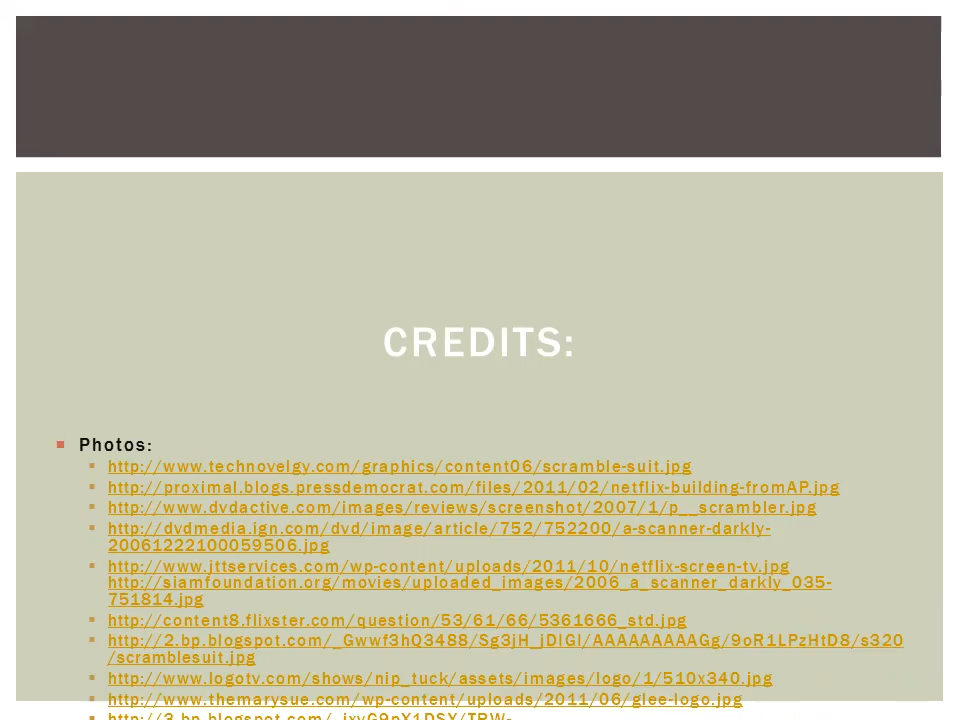 CREDITS:
Photos:
http://www.technovelgy.com/graphics/content06/scramble-suit.jpg
http://proximal.blogs.pressdemocrat.com/files/2011/02/netflix-building-fromAP.jpg
http://www.dvdactive.com/images/reviews/screenshot/2007/1/p__scrambler.jpg
http://dvdmedia.ign.com/dvd/image/article/752/752200/a-scanner-darkly-
20061222100059506.jpg
http://www.jttservices.com/wp-content/uploads/2011/10/netflix-screen-tv.jpg
http://siamfoundation.org/movies/uploaded_images/2006_a_scanner_darkly_035-
751814.jpg
http://content8.flixster.com/question/53/61/66/5361666_std.jpg
http://2.bp.blogspot.com/_Gwwf3hQ3488/Sg3jH_jDIGI/AAAAAAAAAGg/9oR1LPzHtD8/s320
/scramblesuit.jpg
http://www.logotv.com/shows/nip_tuck/assets/images/logo/1/510x340.jpg
http://www.themarysue.com/wp-content/uploads/2011/06/glee-logo.jpg